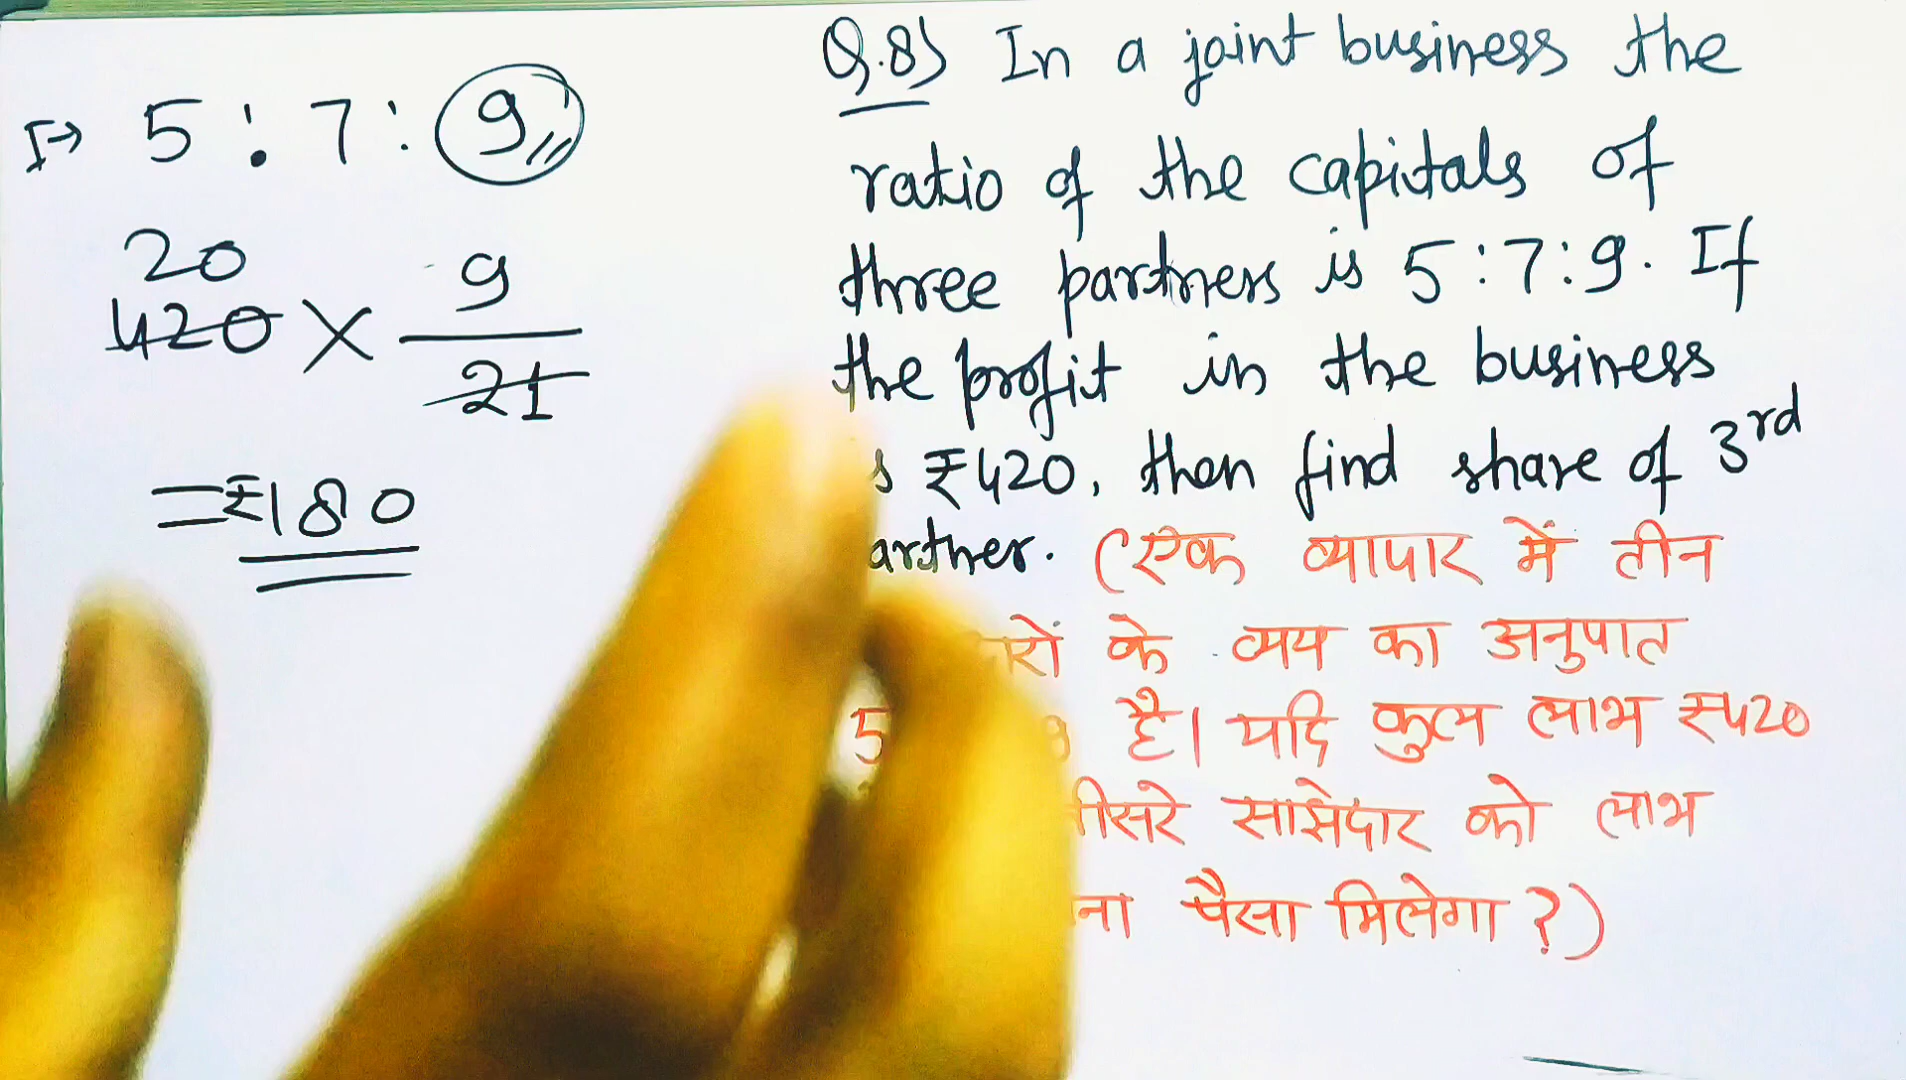 I→ 5 : 7 : 9
20
420 × 9/21
= ₹180
Q.8) In a joint business the
ratio of the capitals of
three partners is 5:7:9. If
the profit in the business
₹420, then find share of 3rd
artner. (एक व्यापार में तीन
के व्यय का अनुपात
5 है। यदि कुल लाभ ₹420
तीसरे साझेदार को लाभ
ना पैसा मिलेगा?)